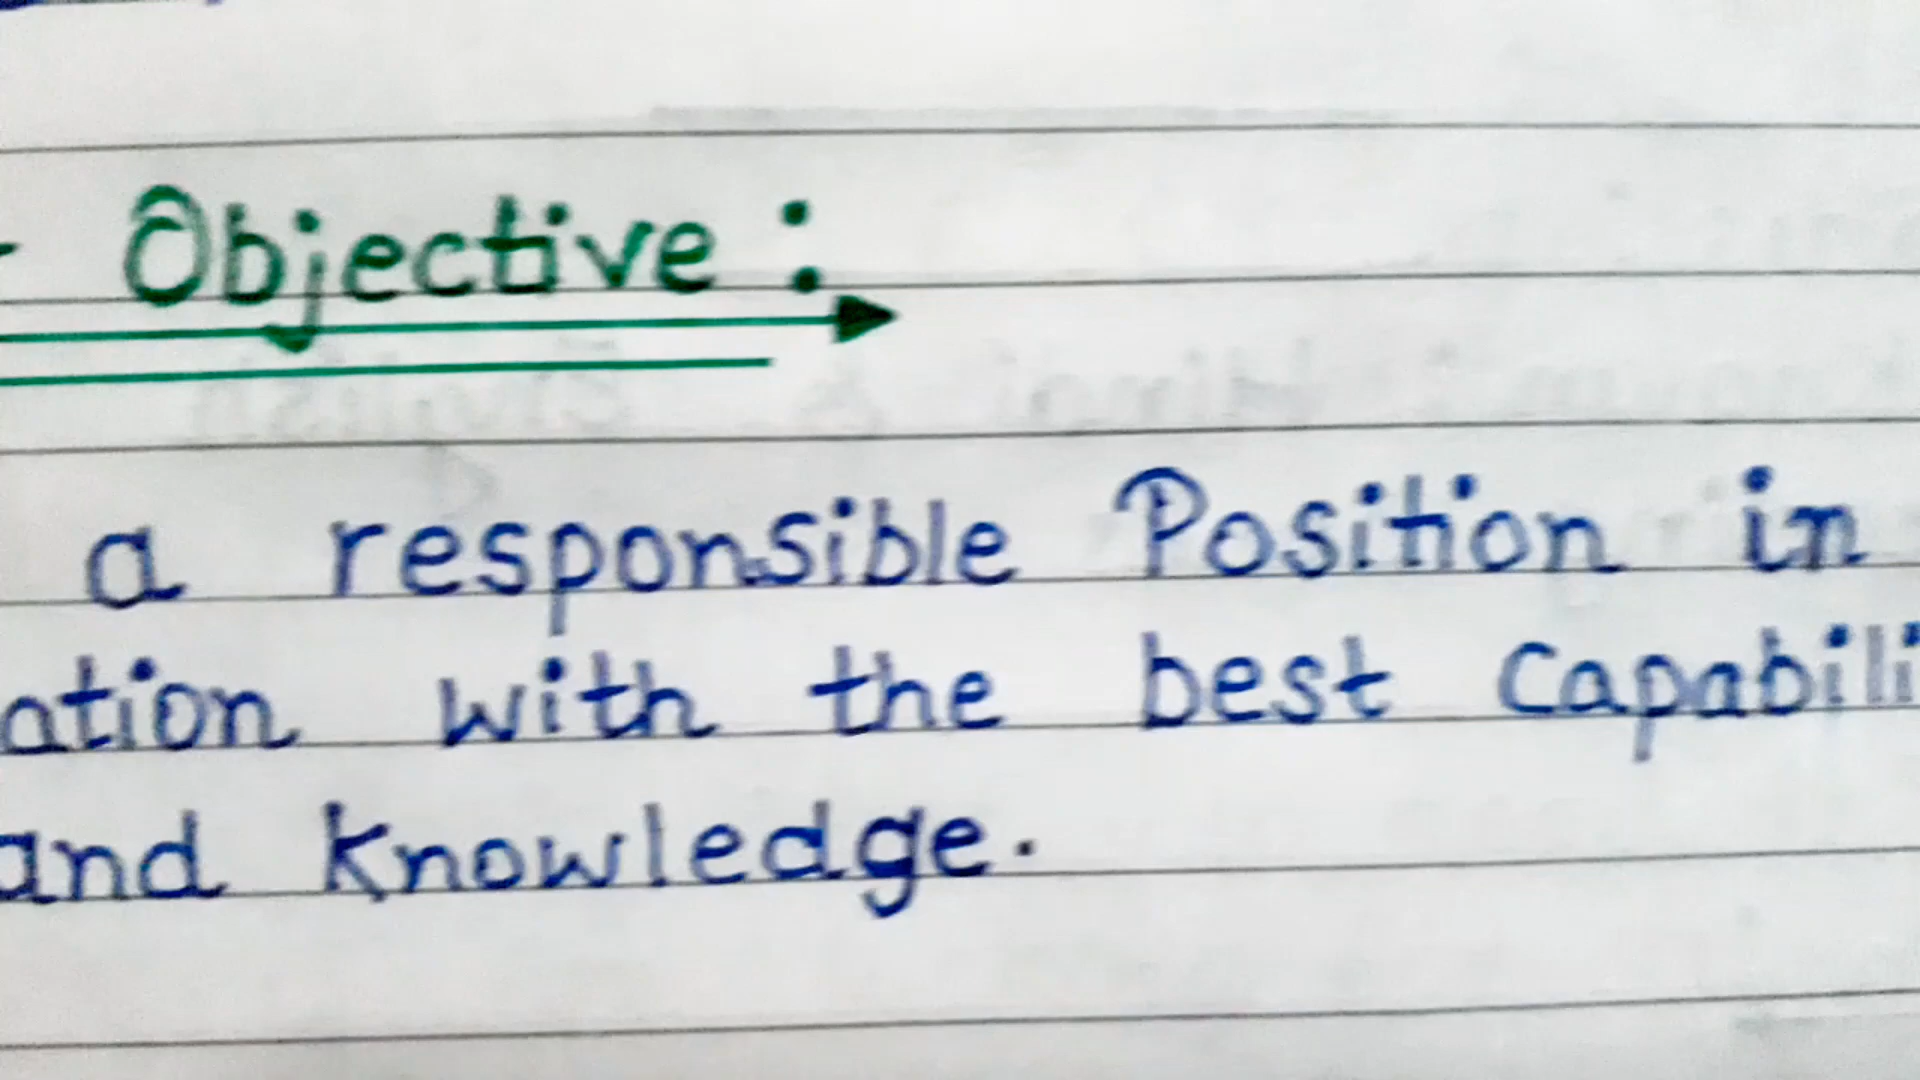 Objective :
a responsible Position in
ation with the best Capabili
and Knowledge.